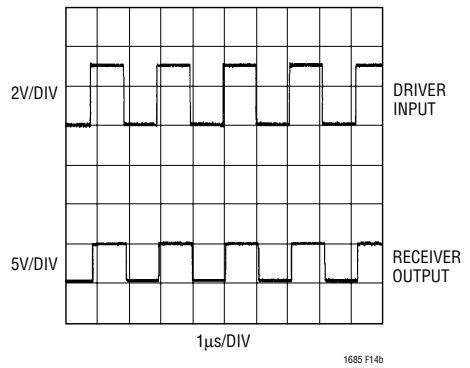 2V/DIV
DRIVER
INPUT
5V/DIV
RECEIVER
OUTPUT
1μs/DIV
1685 F14b